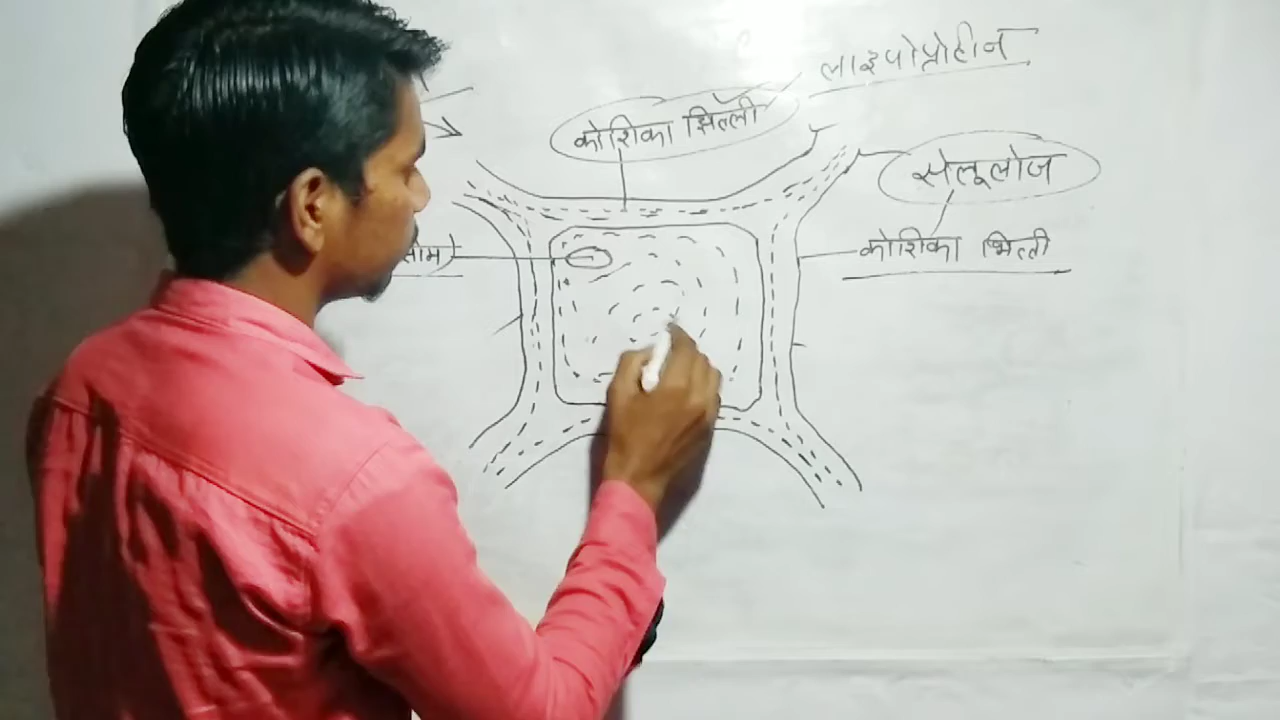 लाइपोप्रोटीन
कोशिका झिल्ली
सेलूलोज
कोशिका भित्ली